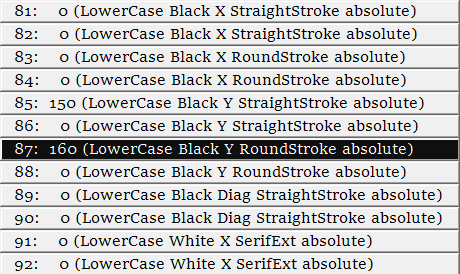 81: 0 (LowerCase Black X StraightStroke absolute)
82: 0 (LowerCase Black X StraightStroke absolute)
83: 0 (LowerCase Black X RoundStroke absolute)
84: 0 (LowerCase Black X RoundStroke absolute)
85: 150 (LowerCase Black Y StraightStroke absolute)
86: 0 (LowerCase Black Y StraightStroke absolute)
87: 160 (LowerCase Black Y RoundStroke absolute)
88: 0 (LowerCase Black Y RoundStroke absolute)
89: 0 (LowerCase Black Diag StraightStroke absolute)
90: 0 (LowerCase Black Diag StraightStroke absolute)
91: 0 (LowerCase White X SerifExt absolute)
92: 0 (LowerCase White X SerifExt absolute)